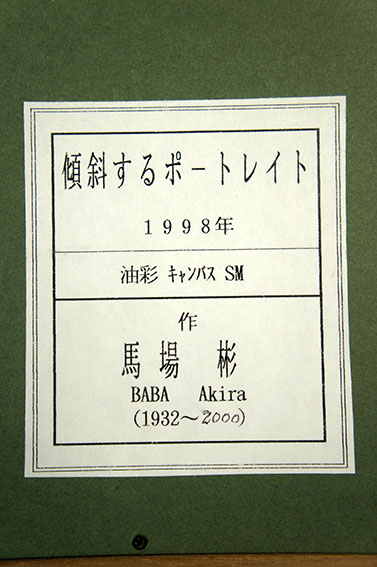 傾斜するポートレイト
1998年
油彩 ｷｬﾝﾊﾞｽ SM
作
馬場 彬
BABA Akira
(1932～2000)